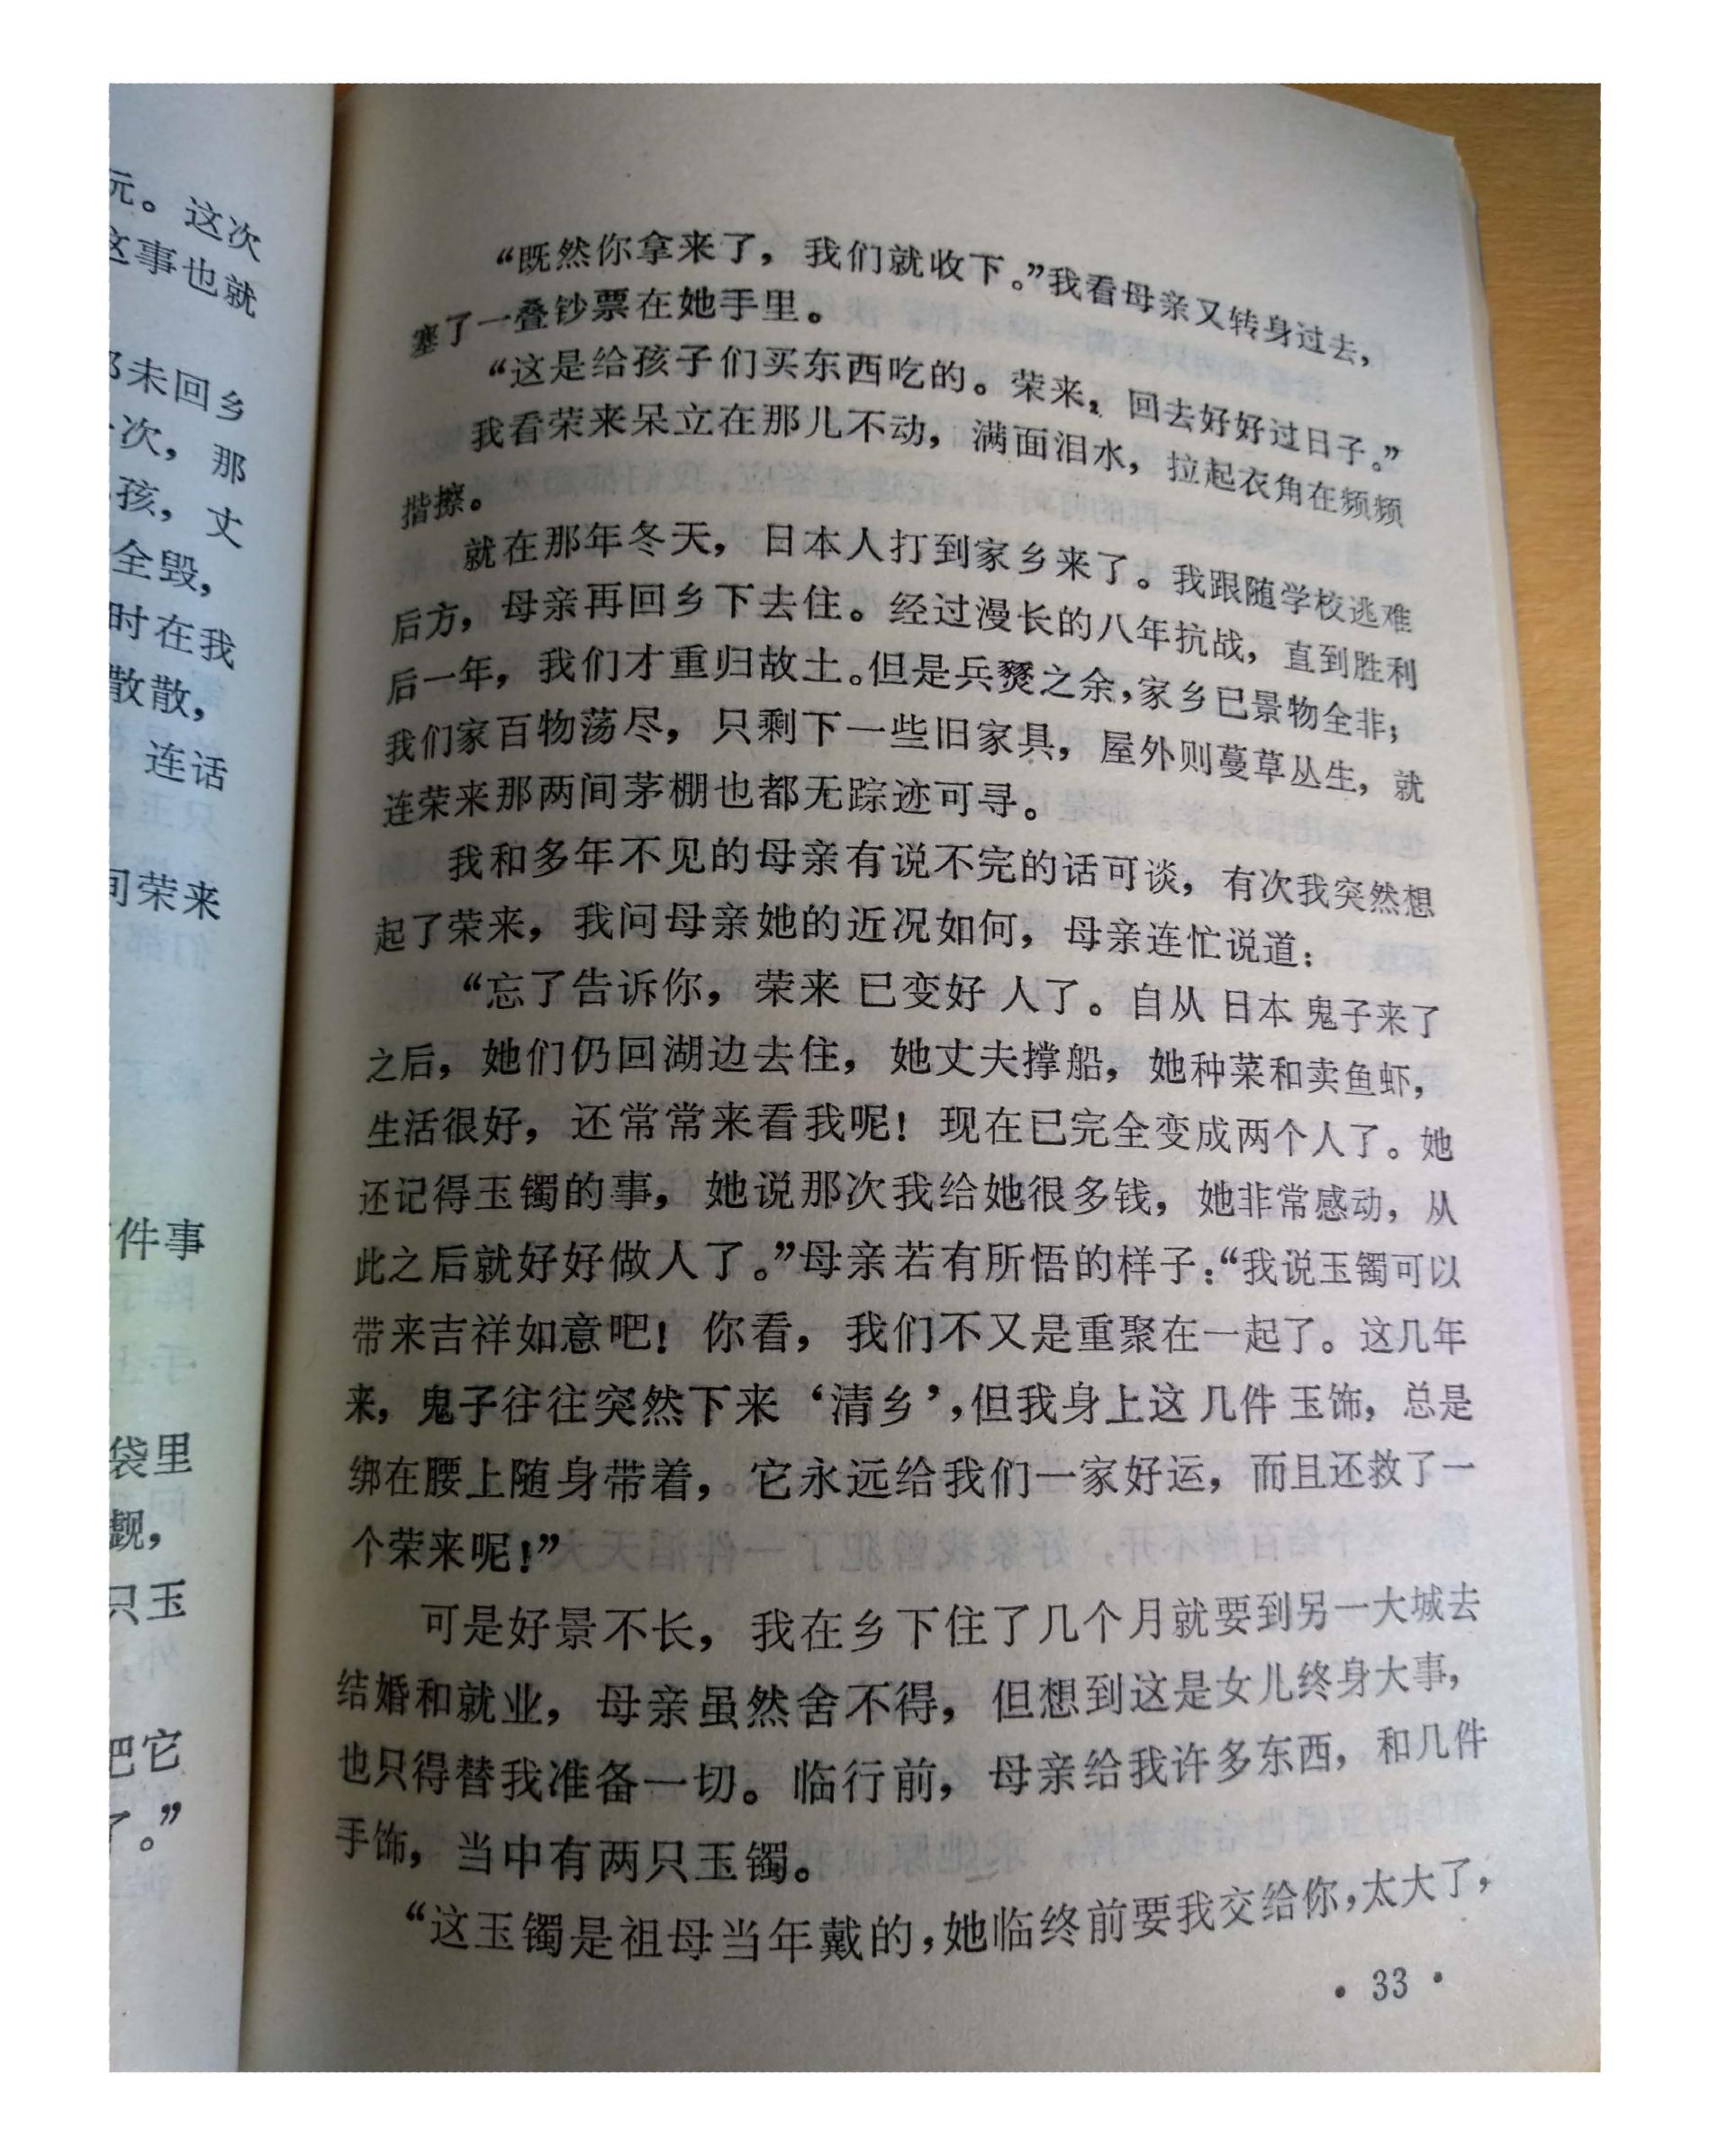 元。这次
这事也就
未回乡
次，那
孩，丈
全毁，
时在我
散散，
连话
荣来
件事
袋里
觑，
只玉
把它
了。”
“既然你拿来了，我们就收下。”我看母亲又转身过去，
塞了一叠钞票在她手里。
“这是给孩子们买东西吃的。荣来，回去好好过日子。”
我看荣来呆立在那儿不动，满面泪水，拉起衣角在频频
揩擦。
就在那年冬天，日本人打到家乡来了。我跟随学校逃难
后方，母亲再回乡下去住。经过漫长的八年抗战，直到胜利
后一年，我们才重归故土。但是兵燹之余，家乡已景物全非；
我们家百物荡尽，只剩下一些旧家具，屋外则蔓草丛生，就
连荣来那两间茅棚也都无踪迹可寻。
我和多年不见的母亲有说不完的话可谈，有次我突然想
起了荣来，我问母亲她的近况如何，母亲连忙说道：
“忘了告诉你，荣来已变好人了。自从日本鬼子来了
之后，她们仍回湖边去住，她丈夫撑船，她种菜和卖鱼虾，
生活很好，还常常来看我呢！现在已完全变成两个人了。她
还记得玉镯的事，她说那次我给她很多钱，她非常感动，从
此之后就好好做人了。”母亲若有所悟的样子：“我说玉镯可以
带来吉祥如意吧！你看，我们不又是重聚在一起了。这几年
来，鬼子往往突然下来‘清乡’，但我身上这几件玉饰，总是
绑在腰上随身带着，它永远给我们一家好运，而且还救了一
个荣来呢！”
可是好景不长，我在乡下住了几个月就要到另一大城去
结婚和就业，母亲虽然舍不得，但想到这是女儿终身大事，
也只得替我准备一切。临行前，母亲给我许多东西，和几件
手饰，当中有两只玉镯。
“这玉镯是祖母当年戴的，她临终前要我交给你，太大了，
• 33 •